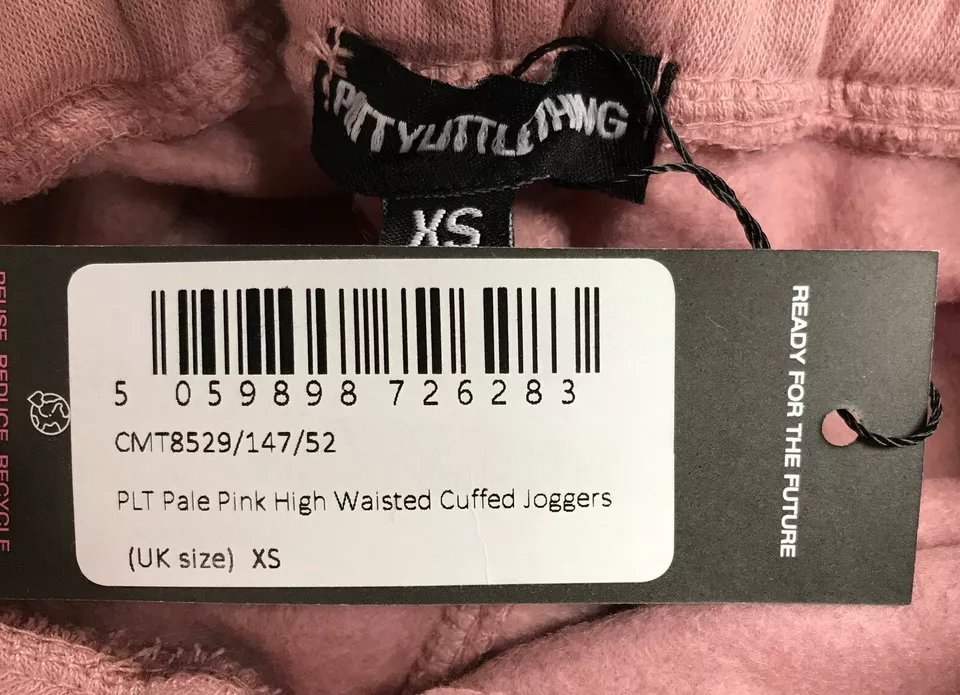 PRETTYLITTLETHING
XS
5 059898 726283
CMT8529/147/52
PLT Pale Pink High Waisted Cuffed Joggers
(UK size) XS
READY FOR THE FUTURE
REUSE REDUCE RECYCLE